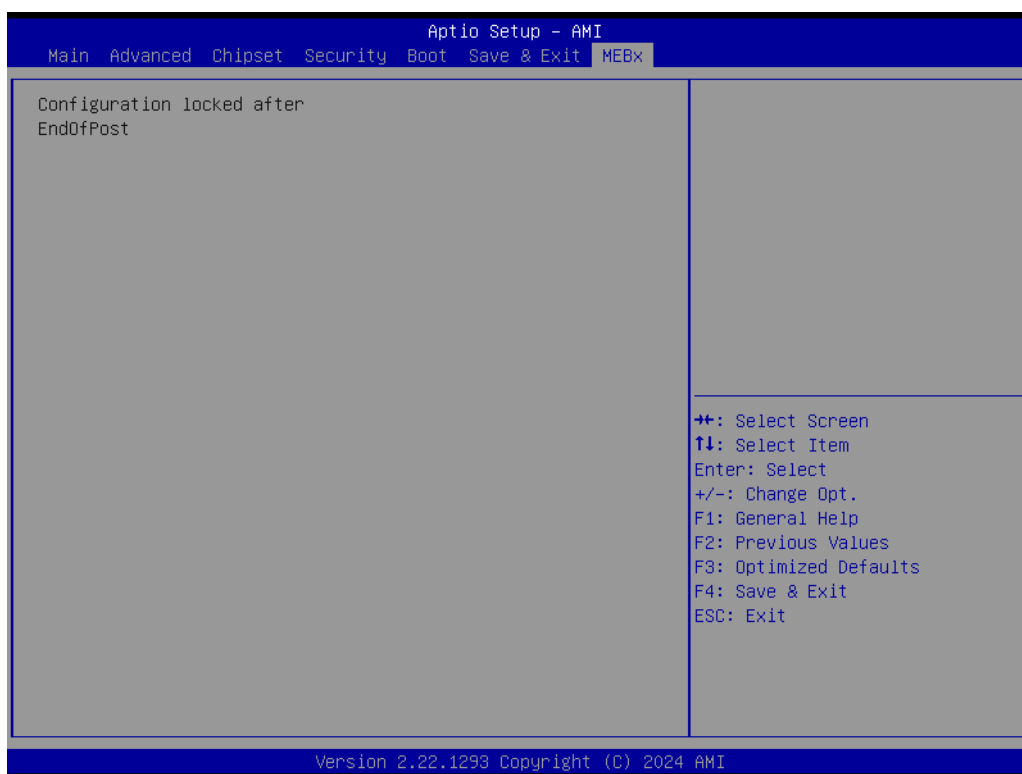 Aptio Setup – AMI
Main Advanced Chipset Security Boot Save & Exit MEBx
Configuration locked after
EndOfPost
→←: Select Screen
↑↓: Select Item
Enter: Select
+/-: Change Opt.
F1: General Help
F2: Previous Values
F3: Optimized Defaults
F4: Save & Exit
ESC: Exit
Version 2.22.1293 Copyright (C) 2024 AMI